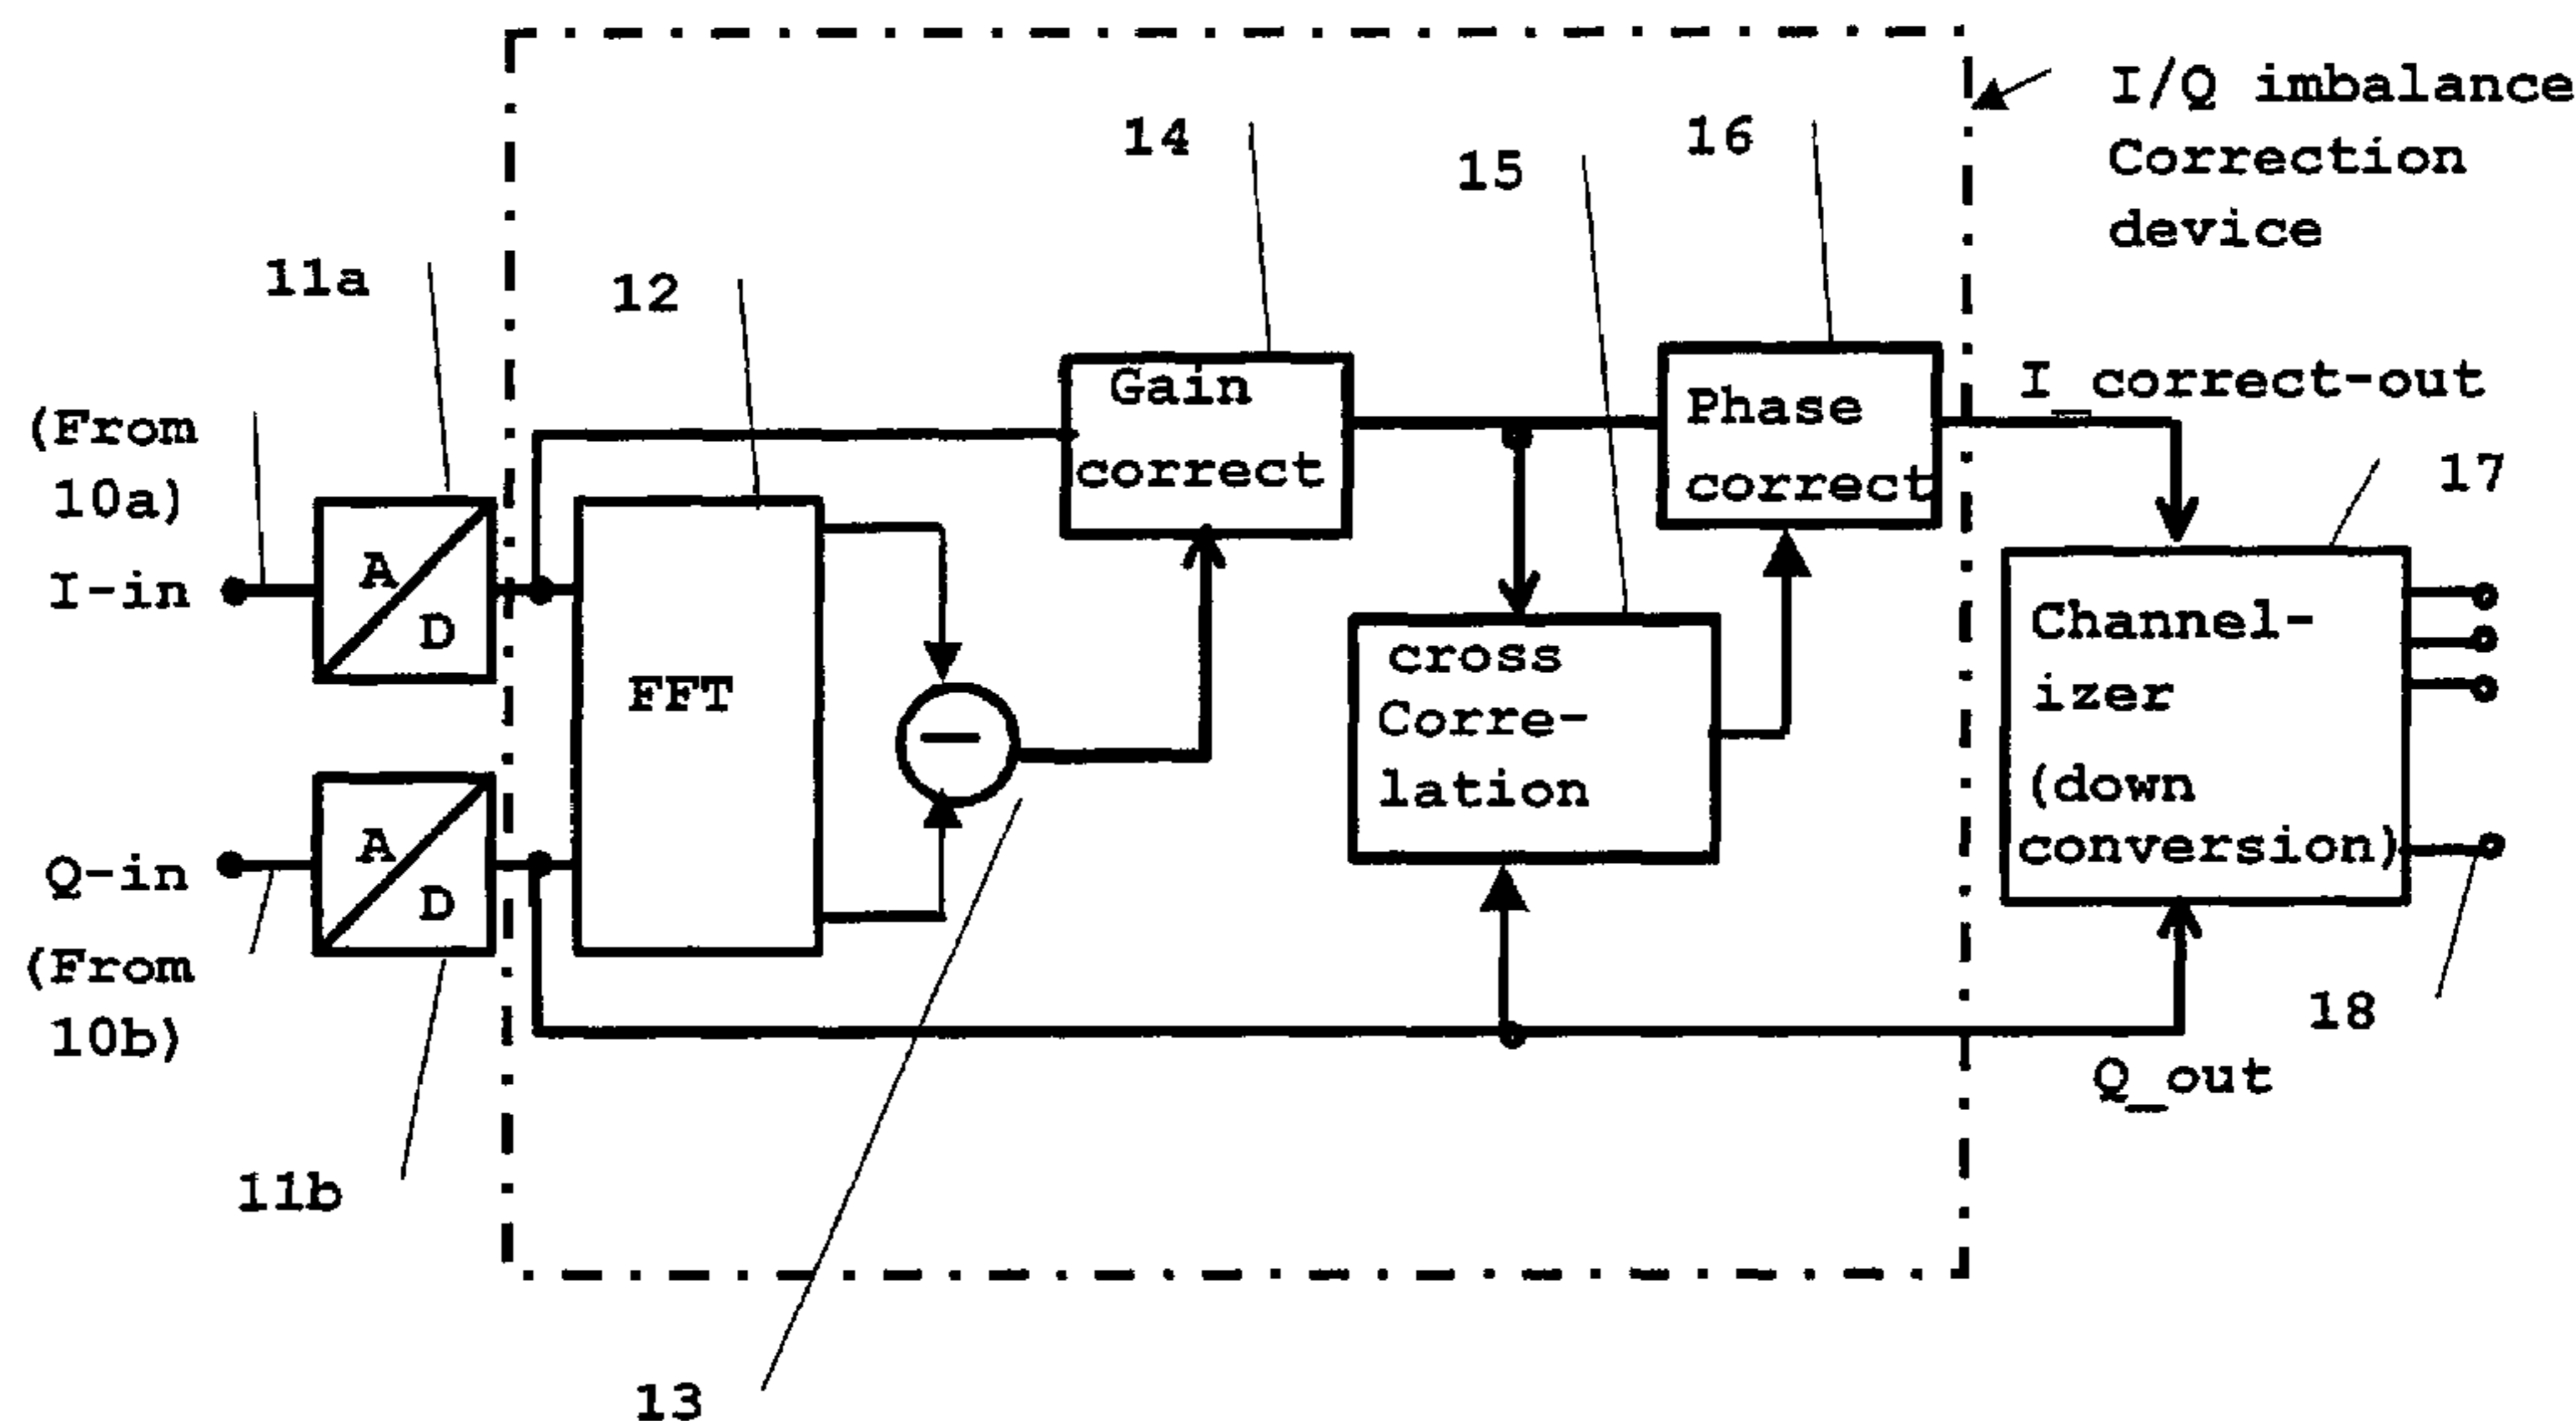 I/Q imbalance
Correction
device
14
16
15
11a
12
Gain
correct
Phase
correct
I_correct-out
17
(From
10a)
I-in
A
D
FFT
cross
Corre-
lation
Channel-
izer
(down
conversion)
Q-in
A
D
(From
10b)
18
Q_out
11b
13